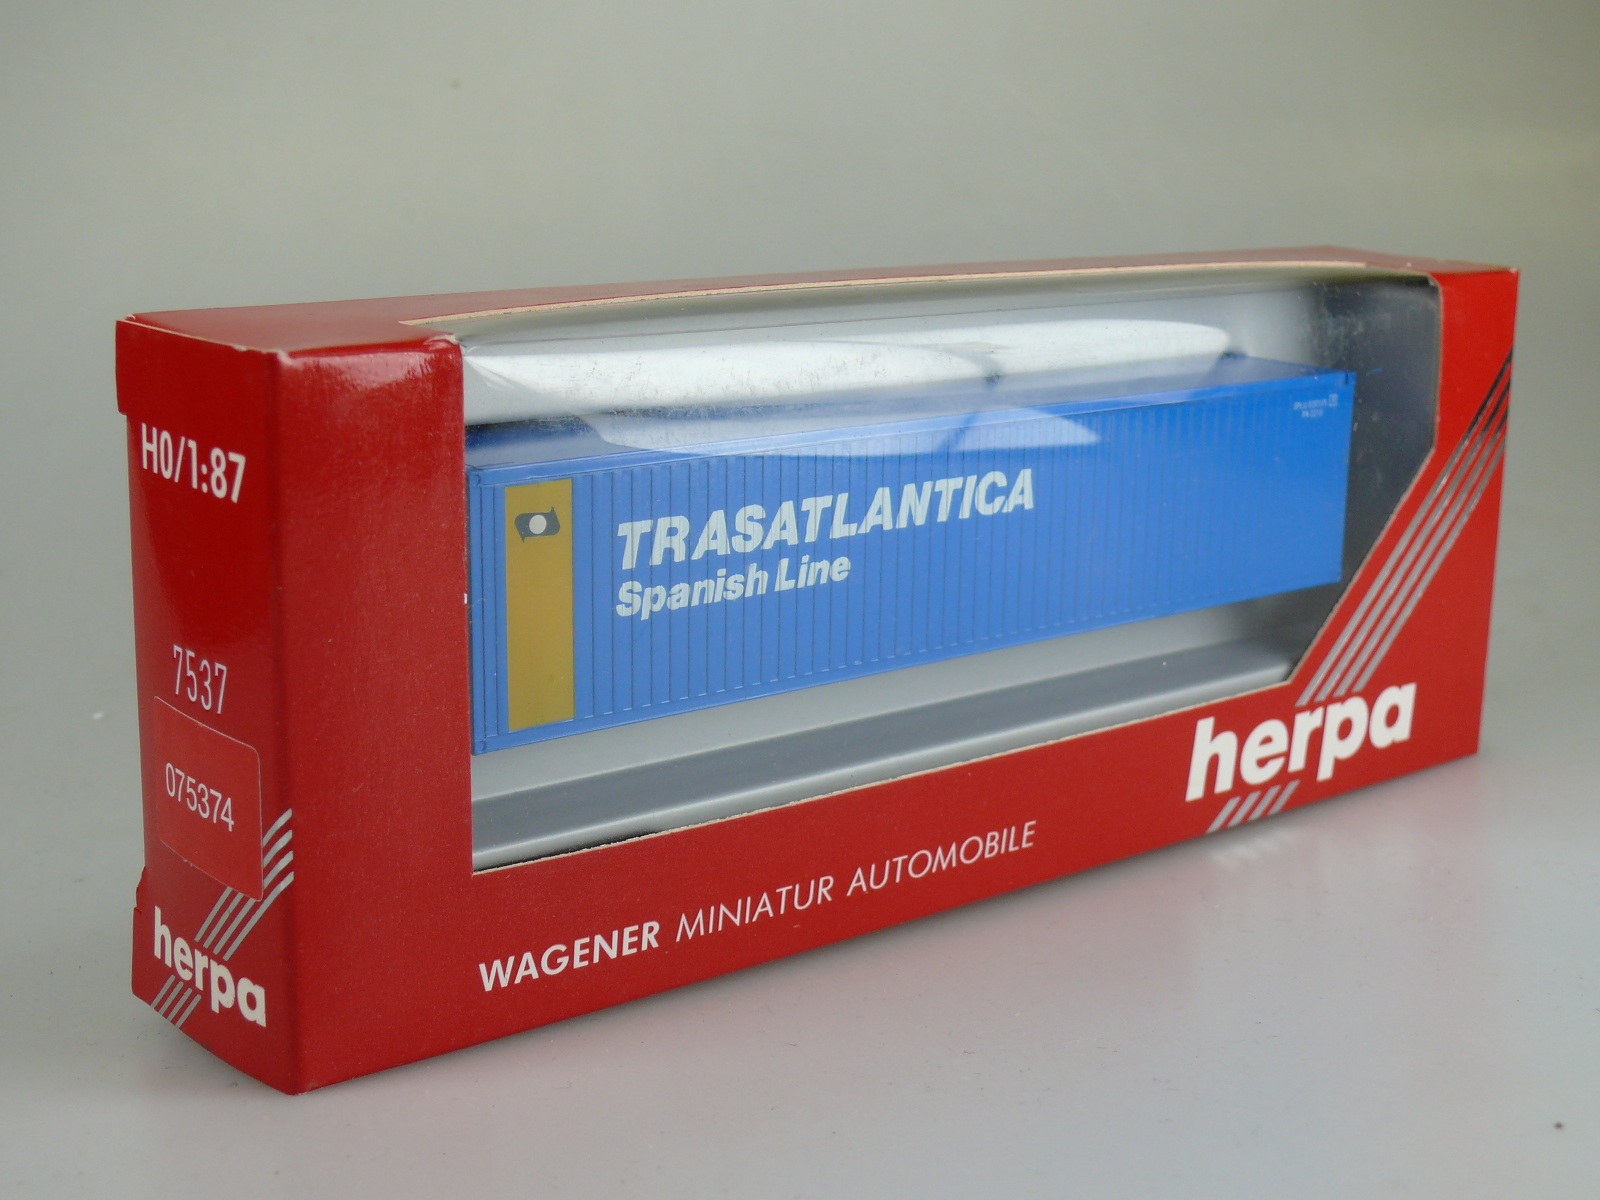 H0/1:87
7537
075374
herpa
TRASATLANTICA
Spanish Line
herpa
WAGENER MINIATUR AUTOMOBILE